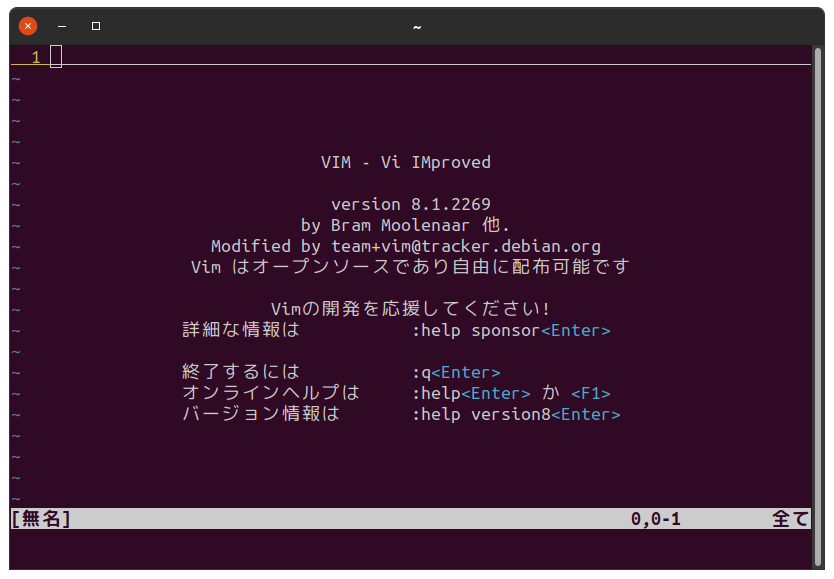 ~
1
~
~
~
~
~ VIM - Vi IMproved
~
~ version 8.1.2269
~ by Bram Moolenaar 他.
~ Modified by team+vim@tracker.debian.org
~ Vim はオープンソースであり自由に配布可能です
~
~ Vimの開発を応援してください!
~ 詳細な情報は :help sponsor<Enter>
~
~ 終了するには :q<Enter>
~ オンラインヘルプは :help<Enter> か <F1>
~ バージョン情報は :help version8<Enter>
~
~
~
~
[無名] 0,0-1 全て